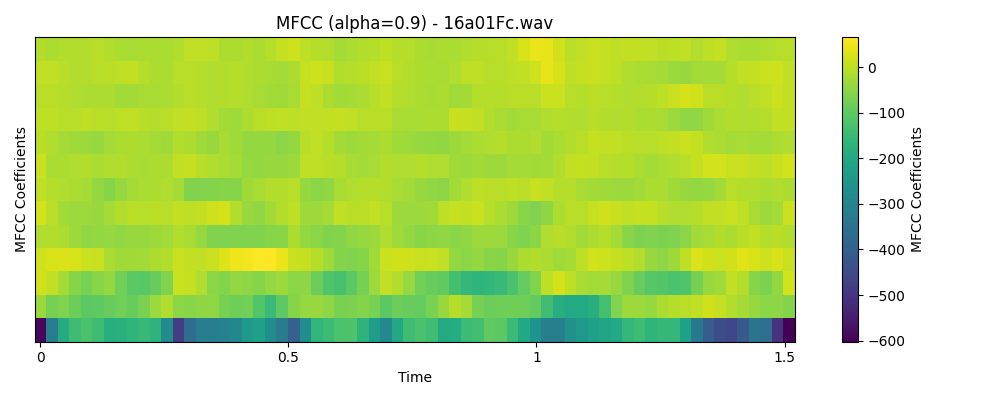 MFCC (alpha=0.9) - 16a01Fc.wav
MFCC Coefficients
0
0.5
1
1.5
Time
0
−100
−200
−300
−400
−500
−600
MFCC Coefficients